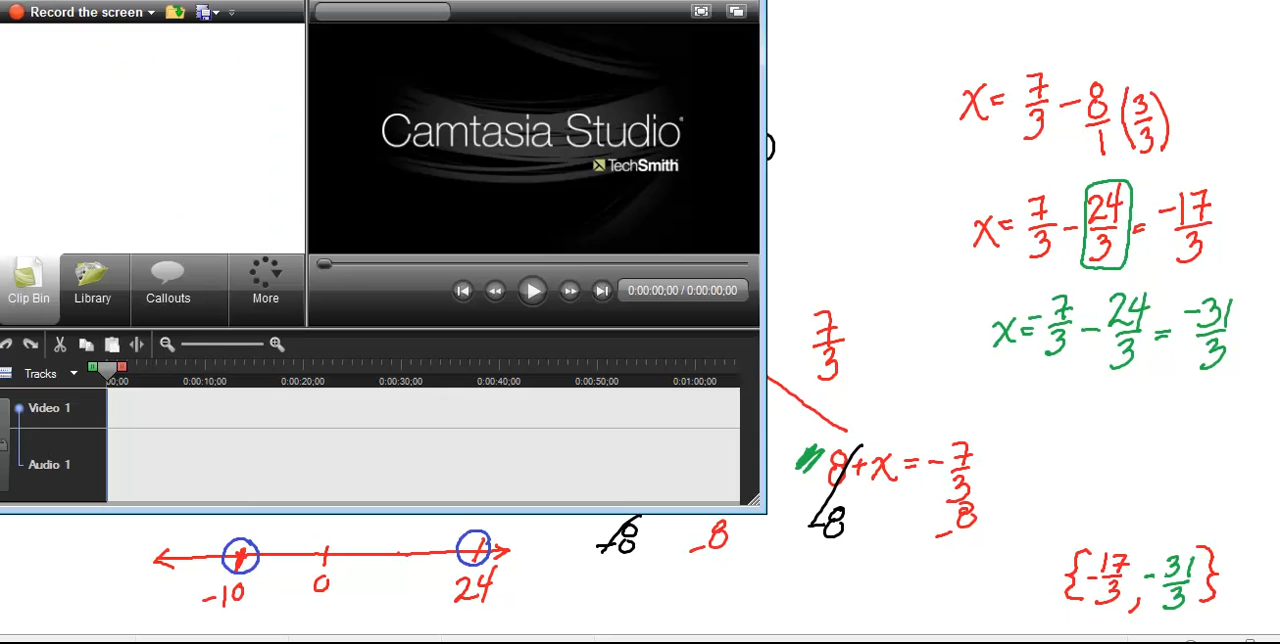 Record the screen
Camtasia Studio
TechSmith
Clip Bin
Library
Callouts
More
0:00:00;00 / 0:00:00;00
Tracks
00;00 0:00:10;00 0:00:20;00 0:00:30;00 0:00:40;00 0:00:50;00 0:01:00;00
Video 1
Audio 1
x = 7/3 - 8/1 (3/3)
x = 7/3 - 24/3 = -17/3
x = -7/3 - 24/3 = -31/3
7/3
8 + x = -7/3
-8 -8
-8 -8
-10 0 24
{-17/3, -31/3}